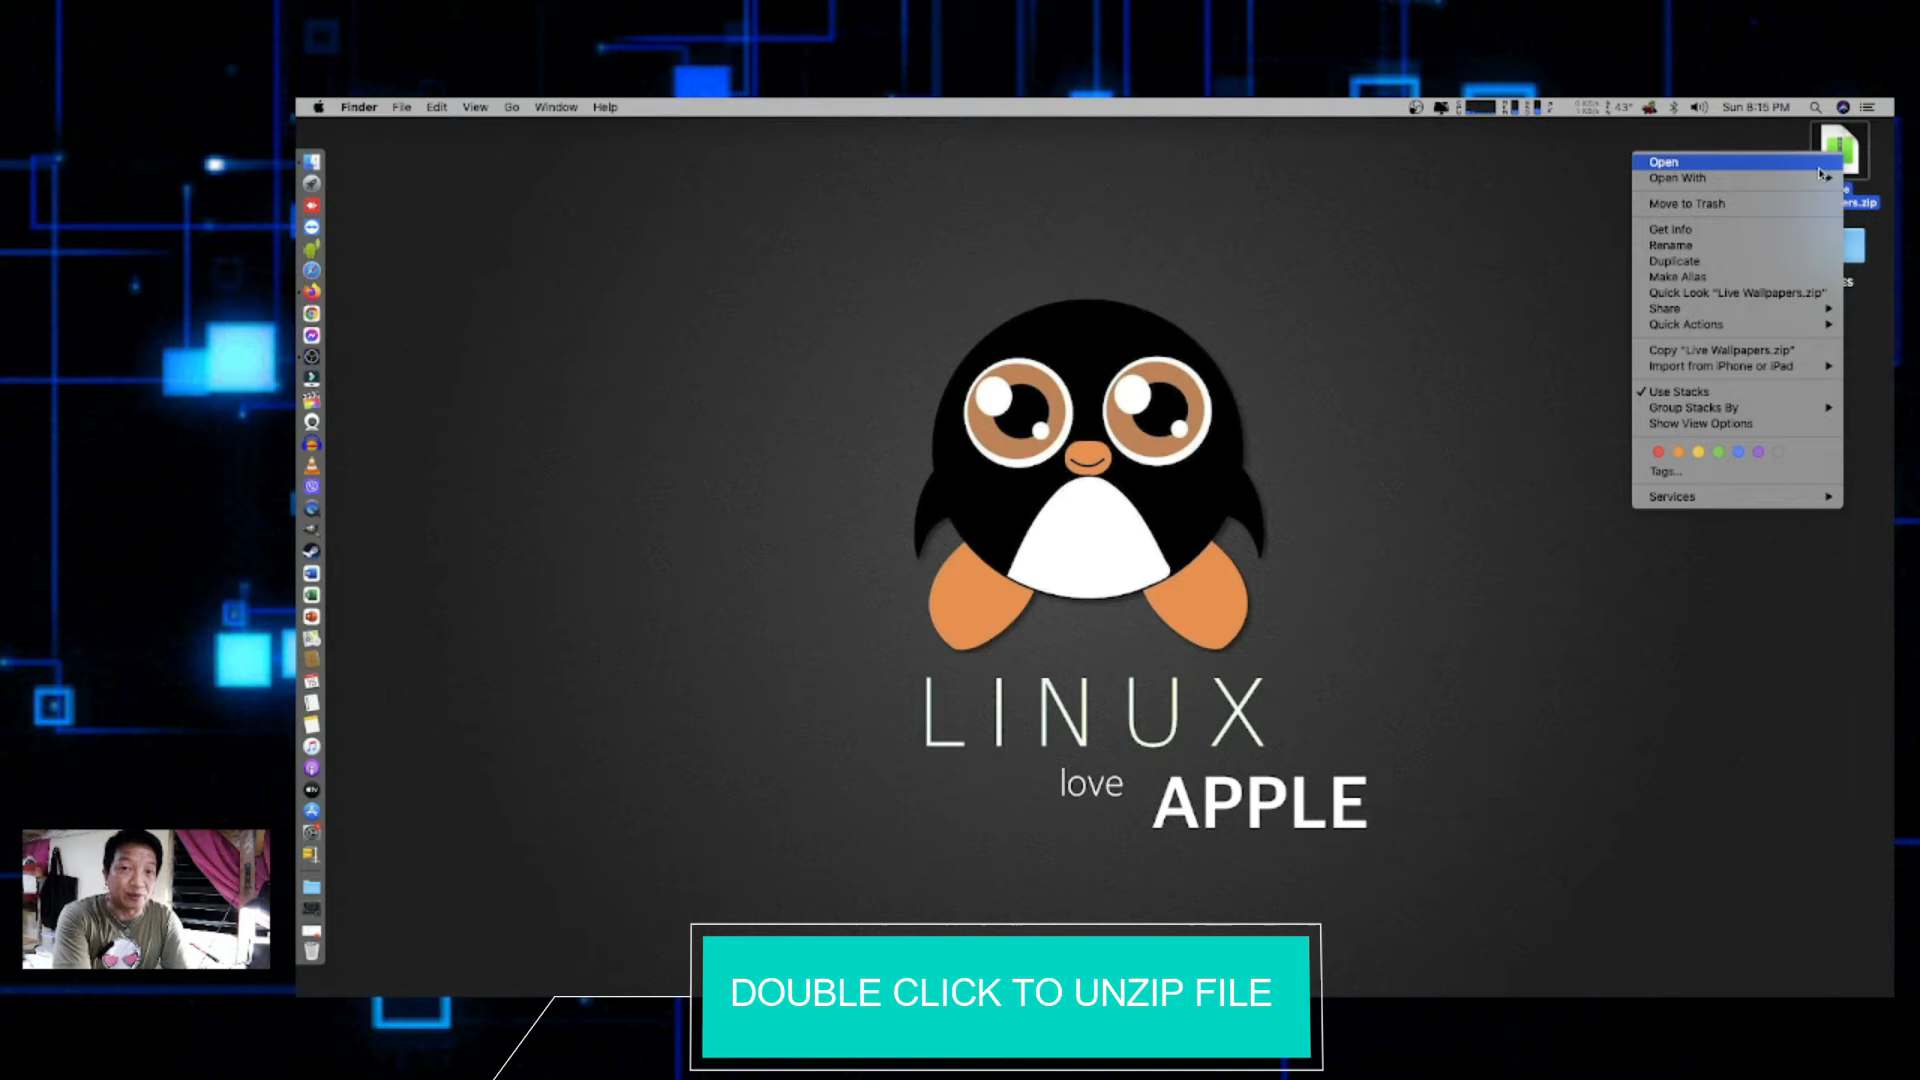 Finder File Edit View Go Window Help
43° Sun 8:15 PM
Open
Open With
Move to Trash
Get Info
Rename
Duplicate
Make Alias
Quick Look "Live Wallpapers.zip"
Share
Quick Actions
Copy "Live Wallpapers.zip"
Import from iPhone or iPad
Use Stacks
Group Stacks By
Show View Options
Tags...
Services
ers.zip
LINUX
love APPLE
DOUBLE CLICK TO UNZIP FILE